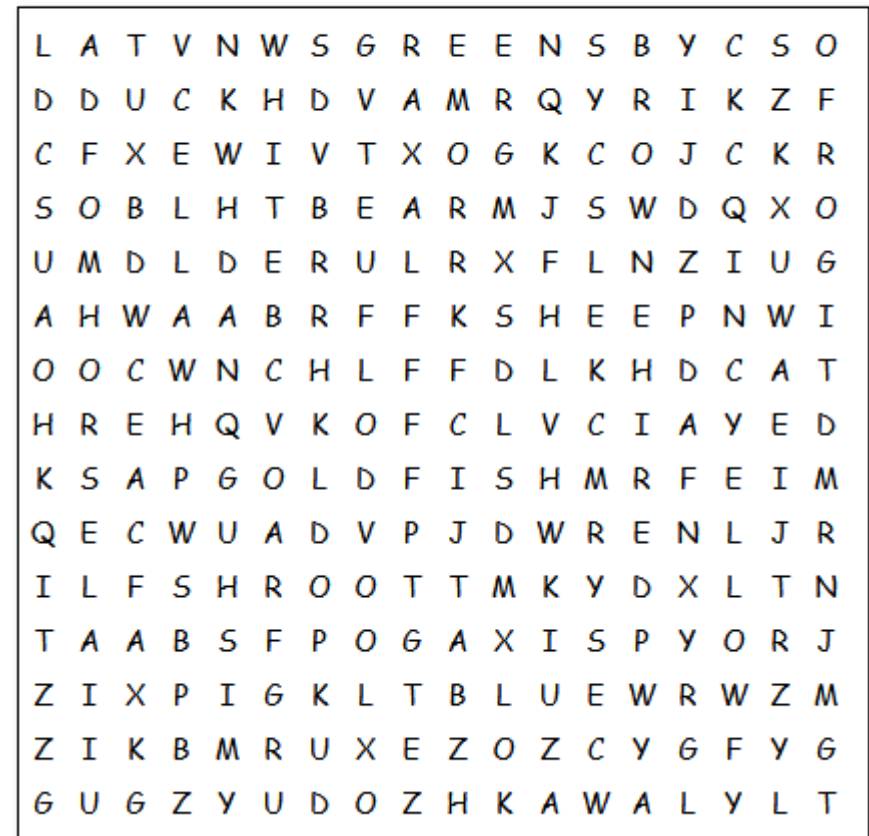 L A T V N W S G R E E N S B Y C S O
D D U C K H D V A M R Q Y R I K Z F
C F X E W I V T X O G K C O J C K R
S O B L H T B E A R M J S W D Q X O
U M D L D E R U L R X F L N Z I U G
A H W A A B R F F K S H E E P N W I
O O C W N C H L F F D L K H D C A T
H R E H Q V K O F C L V C I A Y E D
K S A P G O L D F I S H M R F E I M
Q E C W U A D V P J D W R E N L J R
I L F S H R O O T T M K Y D X L T N
T A A B S F P O G A X I S P Y O R J
Z I X P I G K L T B L U E W R W Z M
Z I K B M R U X E Z O Z C Y G F Y G
G U G Z Y U D O Z H K A W A L Y L T